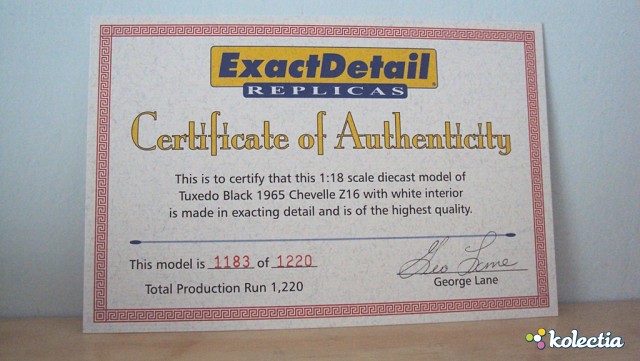 ExactDetail
REPLICAS
Certificate of Authenticity
This is to certify that this 1:18 scale diecast model of
Tuxedo Black 1965 Chevelle Z16 with white interior
is made in exacting detail and is of the highest quality.
This model is 1183 of 1220
Total Production Run 1,220
Geo Lane
George Lane
kolectia